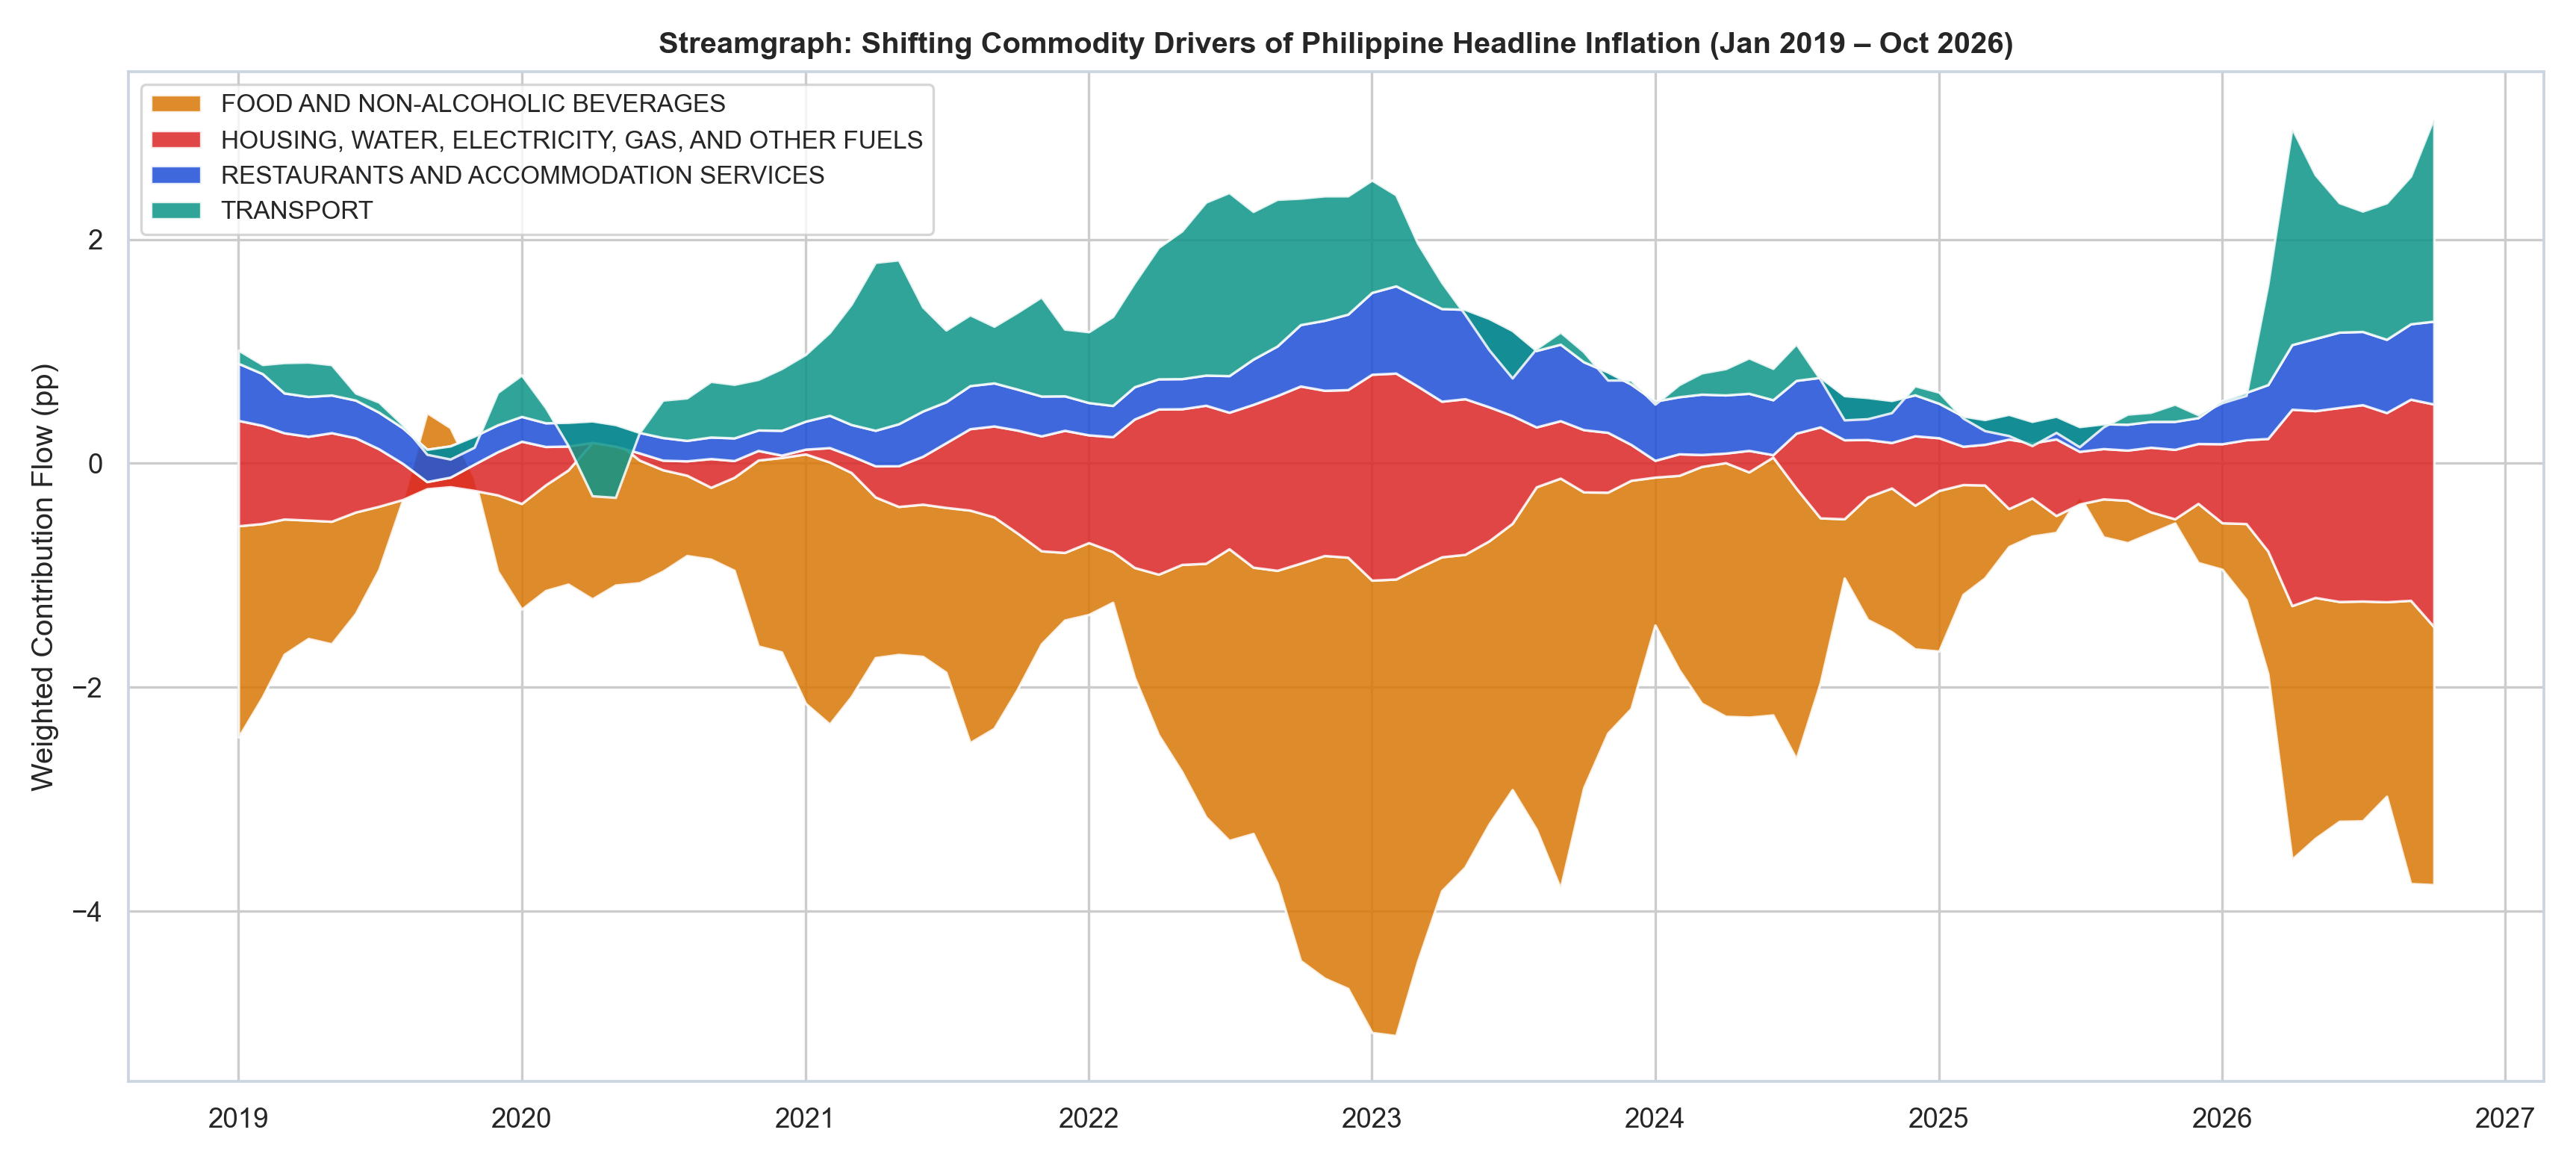 Streamgraph: Shifting Commodity Drivers of Philippine Headline Inflation (Jan 2019 – Oct 2026)
FOOD AND NON-ALCOHOLIC BEVERAGES
HOUSING, WATER, ELECTRICITY, GAS, AND OTHER FUELS
RESTAURANTS AND ACCOMMODATION SERVICES
TRANSPORT
Weighted Contribution Flow (pp)
2
0
−2
−4
2019 2020 2021 2022 2023 2024 2025 2026 2027